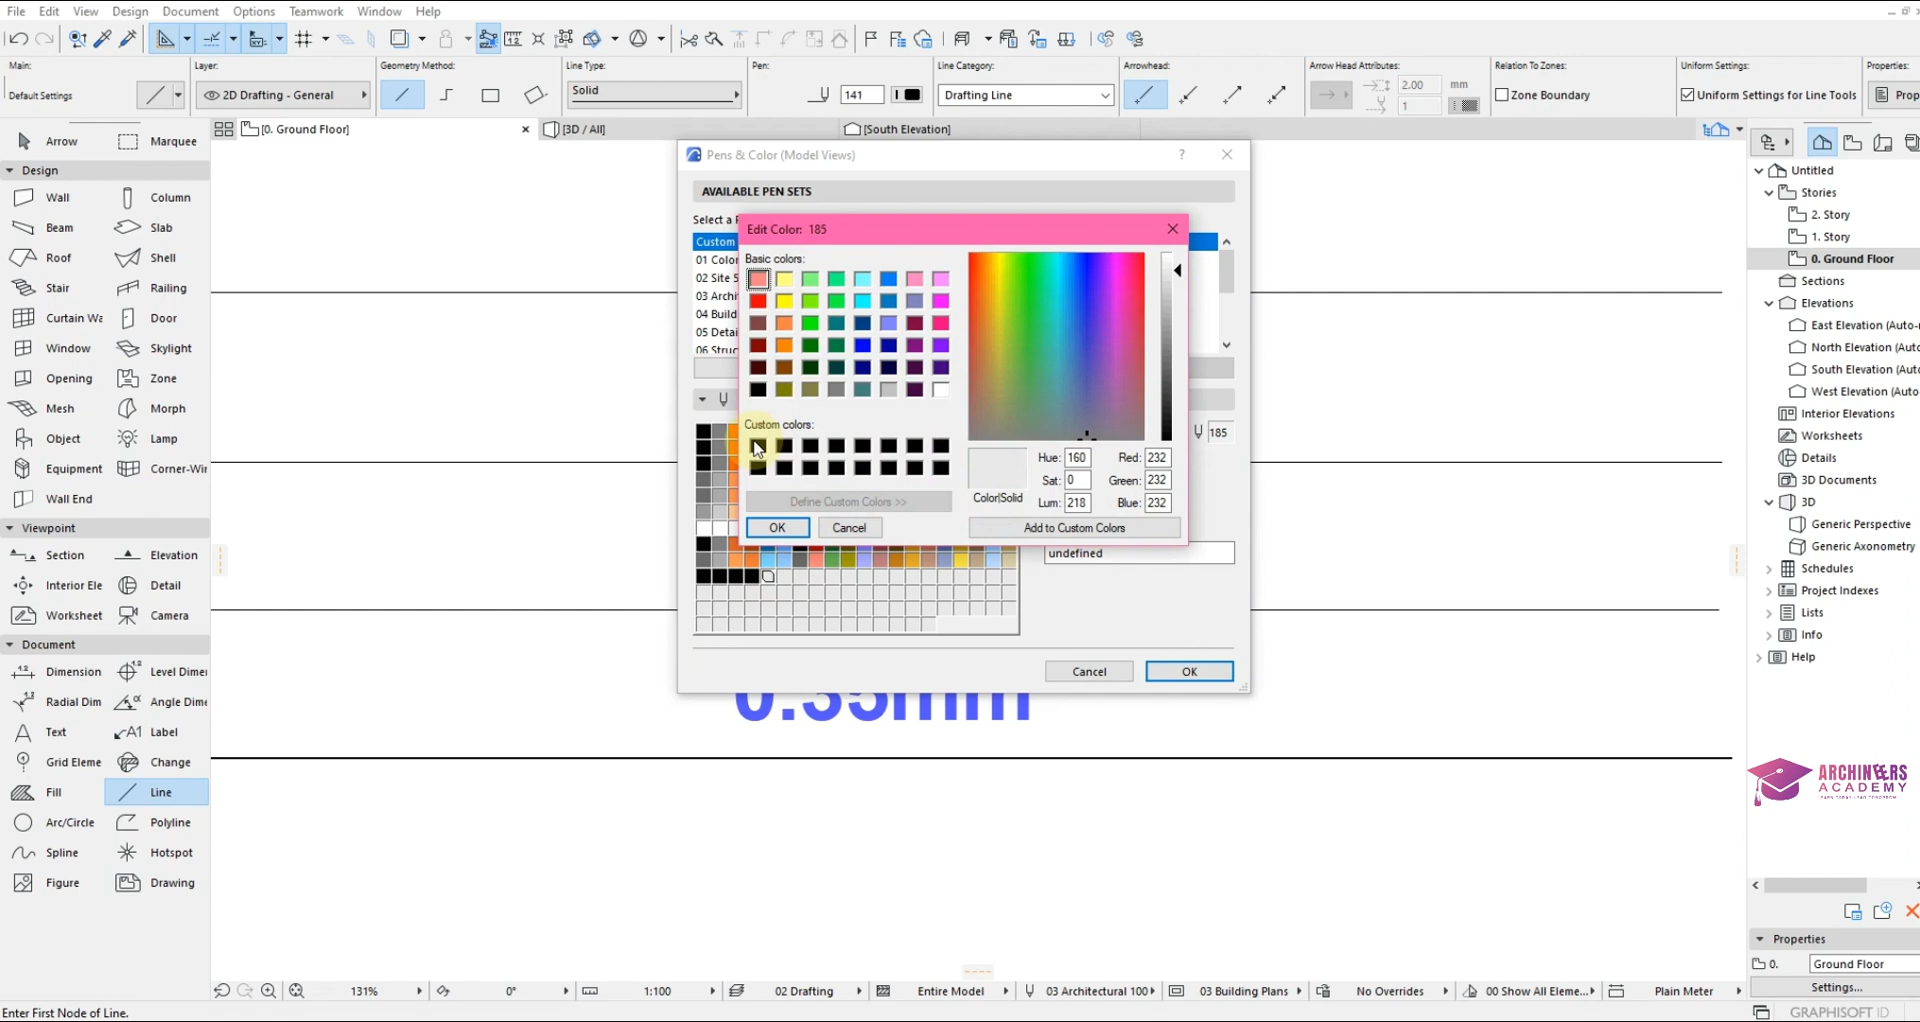 File Edit View Design Document Options Teamwork Window Help
Main: Layer: Geometry Method: Line Type: Pen: Line Category: Arrowhead: Arrow Head Attributes: Relation To Zones: Uniform Settings: Properties:
Default Settings 2D Drafting - General Solid 141 Drafting Line 2.00 mm 1 Zone Boundary Uniform Settings for Line Tools Prop
[0. Ground Floor] [3D / All] [South Elevation]
Arrow Marquee
Design
Wall Column
Beam Slab
Roof Shell
Stair Railing
Curtain Wa Door
Window Skylight
Opening Zone
Mesh Morph
Object Lamp
Equipment Corner-Wi
Wall End
Viewpoint
Section Elevation
Interior Ele Detail
Worksheet Camera
Document
Dimension Level Dime
Radial Dim Angle Dime
Text Label
Grid Eleme Change
Fill Line
Arc/Circle Polyline
Spline Hotspot
Figure Drawing
Pens & Color (Model Views)
AVAILABLE PEN SETS
Select a
Custom
01 Color
02 Site
03 Archi
04 Build
05 Detai
06 Struc
Edit Color: 185
Basic colors:
Custom colors:
Define Custom Colors >>
OK Cancel
Color|Solid
Hue: 160 Red: 232
Sat: 0 Green: 232
Lum: 218 Blue: 232
Add to Custom Colors
185
undefined
Cancel OK
0.35mm
Untitled
Stories
2. Story
1. Story
0. Ground Floor
Sections
Elevations
East Elevation (Auto-
North Elevation (Auto
South Elevation (Auto
West Elevation (Auto
Interior Elevations
Worksheets
Details
3D Documents
3D
Generic Perspective
Generic Axonometry
Schedules
Project Indexes
Lists
Info
Help
ARCHINEERS
ACADEMY
Properties
0. Ground Floor
Settings...
131% 0° 1:100 02 Drafting Entire Model 03 Architectural 100 03 Building Plans No Overrides 00 Show All Eleme... Plain Meter
Enter First Node of Line. GRAPHISOFT ID